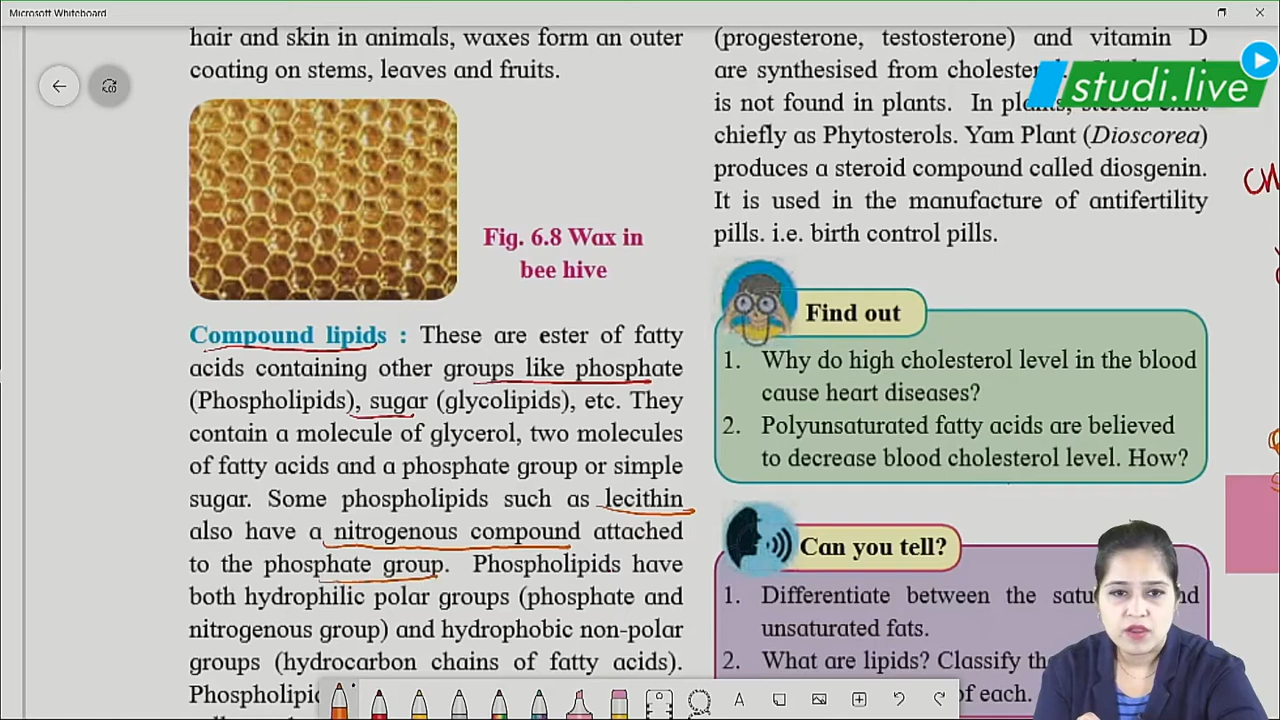 Microsoft Whiteboard
hair and skin in animals, waxes form an outer
coating on stems, leaves and fruits.
Fig. 6.8 Wax in
bee hive
Compound lipids : These are ester of fatty
acids containing other groups like phosphate
(Phospholipids), sugar (glycolipids), etc. They
contain a molecule of glycerol, two molecules
of fatty acids and a phosphate group or simple
sugar. Some phospholipids such as lecithin
also have a nitrogenous compound attached
to the phosphate group. Phospholipids have
both hydrophilic polar groups (phosphate and
nitrogenous group) and hydrophobic non-polar
groups (hydrocarbon chains of fatty acids).
(progesterone, testosterone) and vitamin D
are synthesised from
is not found in plants. In
chiefly as Phytosterols. Yam Plant (Dioscorea)
produces a steroid compound called diosgenin.
It is used in the manufacture of antifertility
pills. i.e. birth control pills.
studi.live
Find out
1. Why do high cholesterol level in the blood
cause heart diseases?
2. Polyunsaturated fatty acids are believed
to decrease blood cholesterol level. How?
Can you tell?
1. Differentiate between the
unsaturated fats.
2. What are lipids? Classify
of each.
A